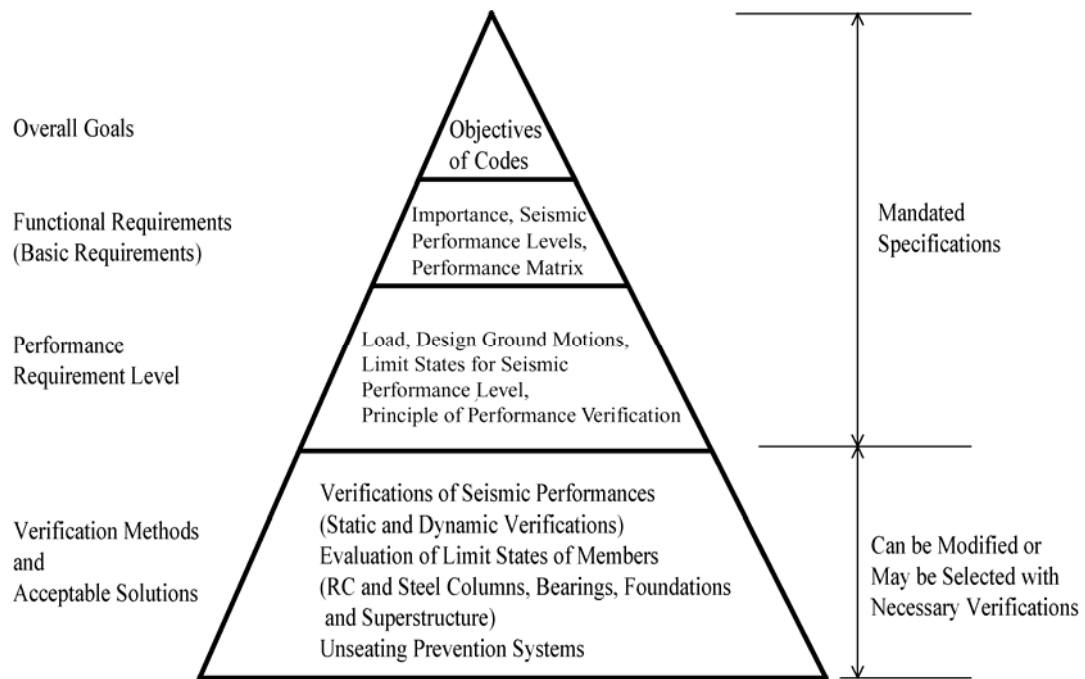 Overall Goals
Objectives
of Codes
Functional Requirements
(Basic Requirements)
Importance, Seismic
Performance Levels,
Performance Matrix
Mandated
Specifications
Performance
Requirement Level
Load, Design Ground Motions,
Limit States for Seismic
Performance Level,
Principle of Performance Verification
Verification Methods
and
Acceptable Solutions
Verifications of Seismic Performances
(Static and Dynamic Verifications)
Evaluation of Limit States of Members
(RC and Steel Columns, Bearings, Foundations
and Superstructure)
Unseating Prevention Systems
Can be Modified or
May be Selected with
Necessary Verifications